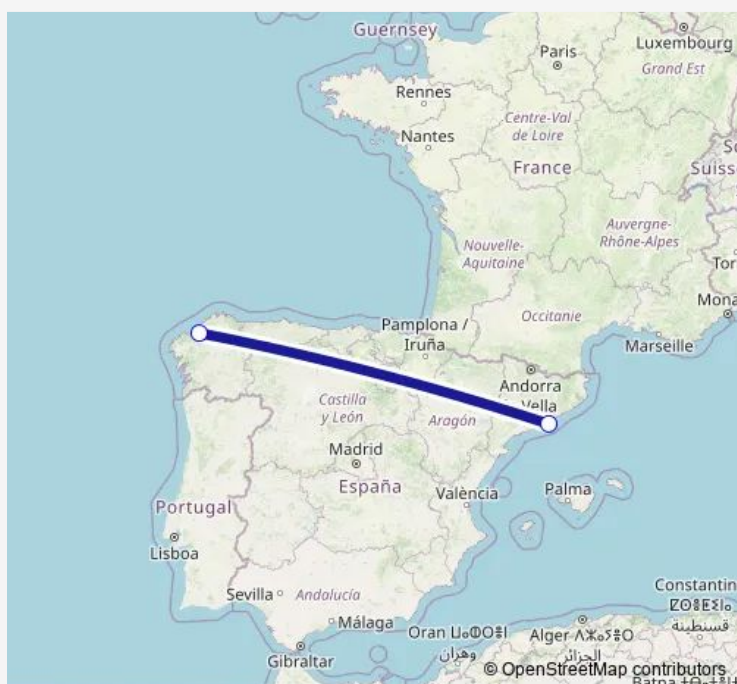 Guernsey
Luxembourg
Paris
Grand Est
Rennes
Centre-Val
de Loire
Nantes
France
Suiss
Nouvelle-
Aquitaine
Auvergne-
Rhône-Alpes
Tor
Mona
Occitanie
Pamplona /
Iruña
Marseille
Andorra
Vella
Castilla
y León
Aragón
Madrid
España
València
Palma
Portugal
Lisboa
Sevilla
Andalucía
Málaga
Gibraltar
Oran
وهران
Alger
الجزائر
Constantin
قسنطينة
© OpenStreetMap contributors